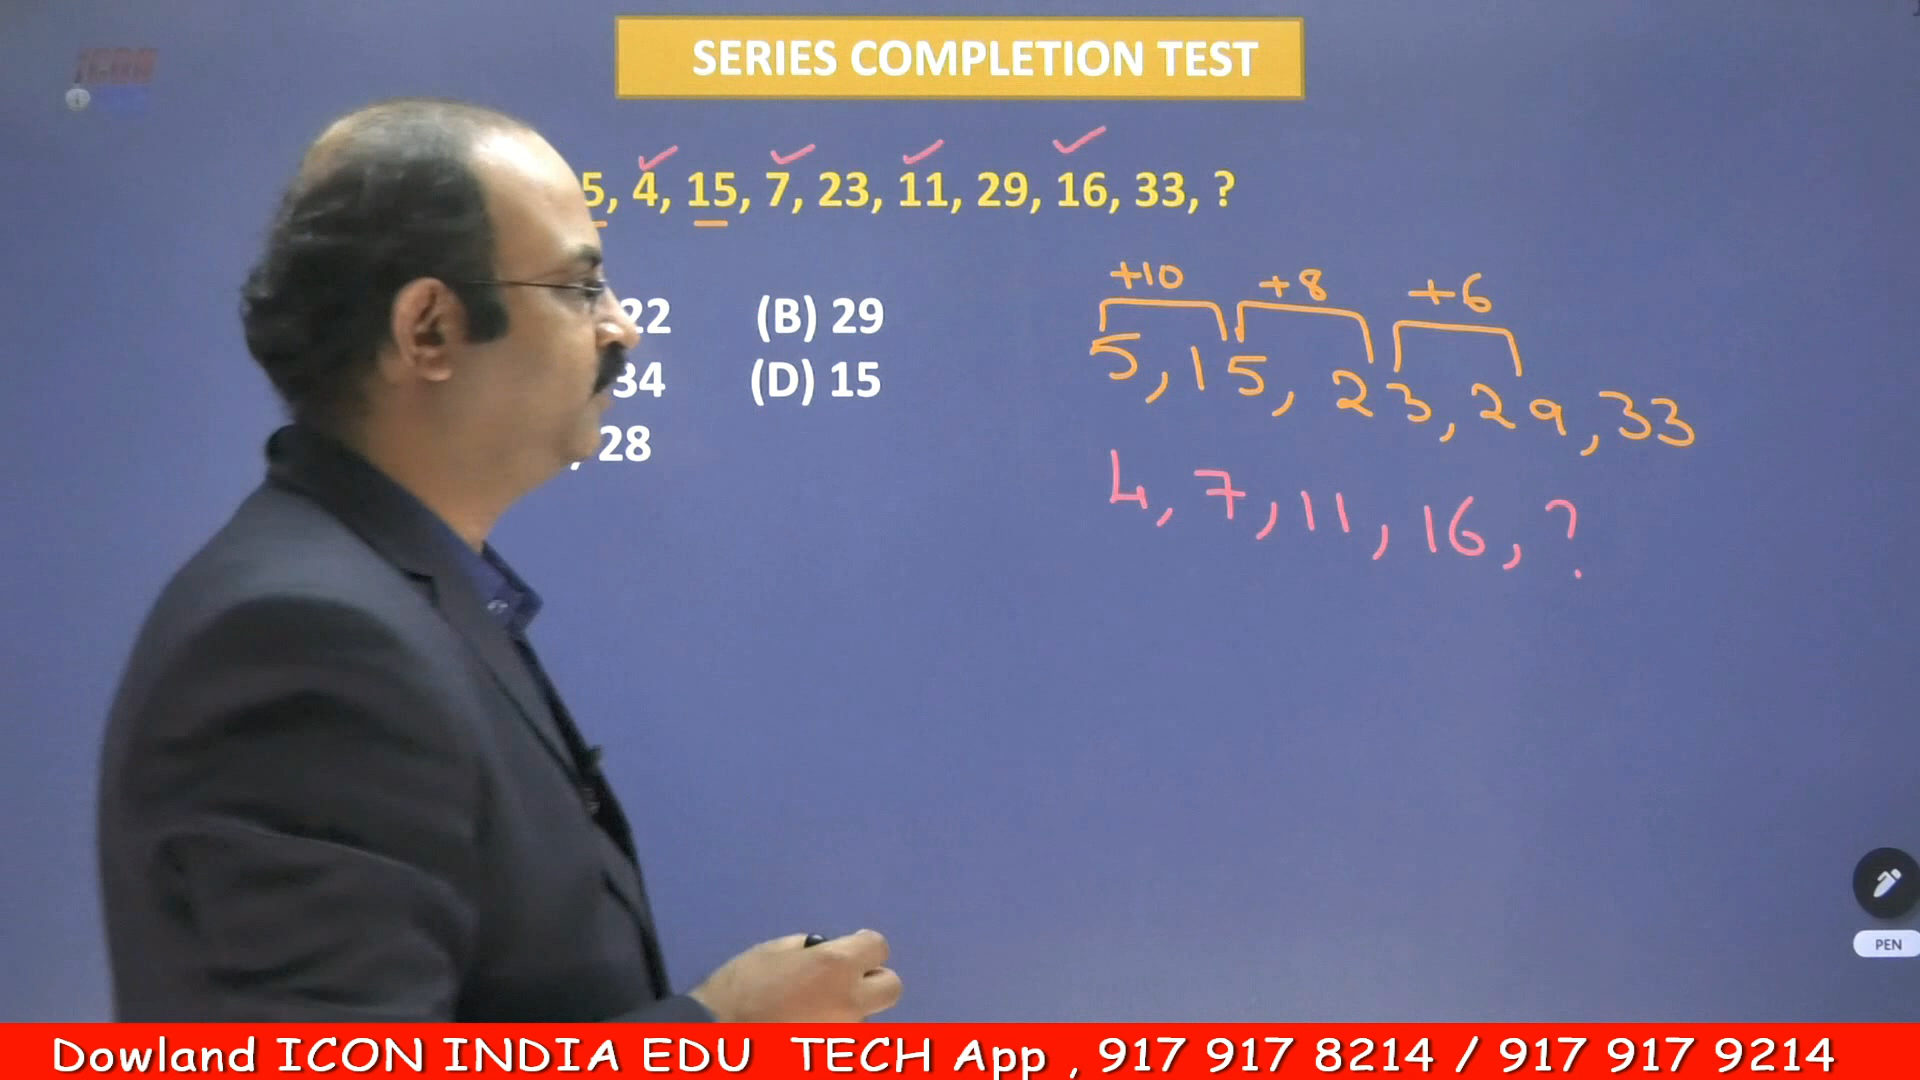 SERIES COMPLETION TEST
5, 4, 15, 7, 23, 11, 29, 16, 33, ?
22 (B) 29
34 (D) 15
28
+10 +8 +6
5, 15, 23, 29, 33
4, 7, 11, 16, ?
PEN
Dowland ICON INDIA EDU TECH App , 917 917 8214 / 917 917 9214